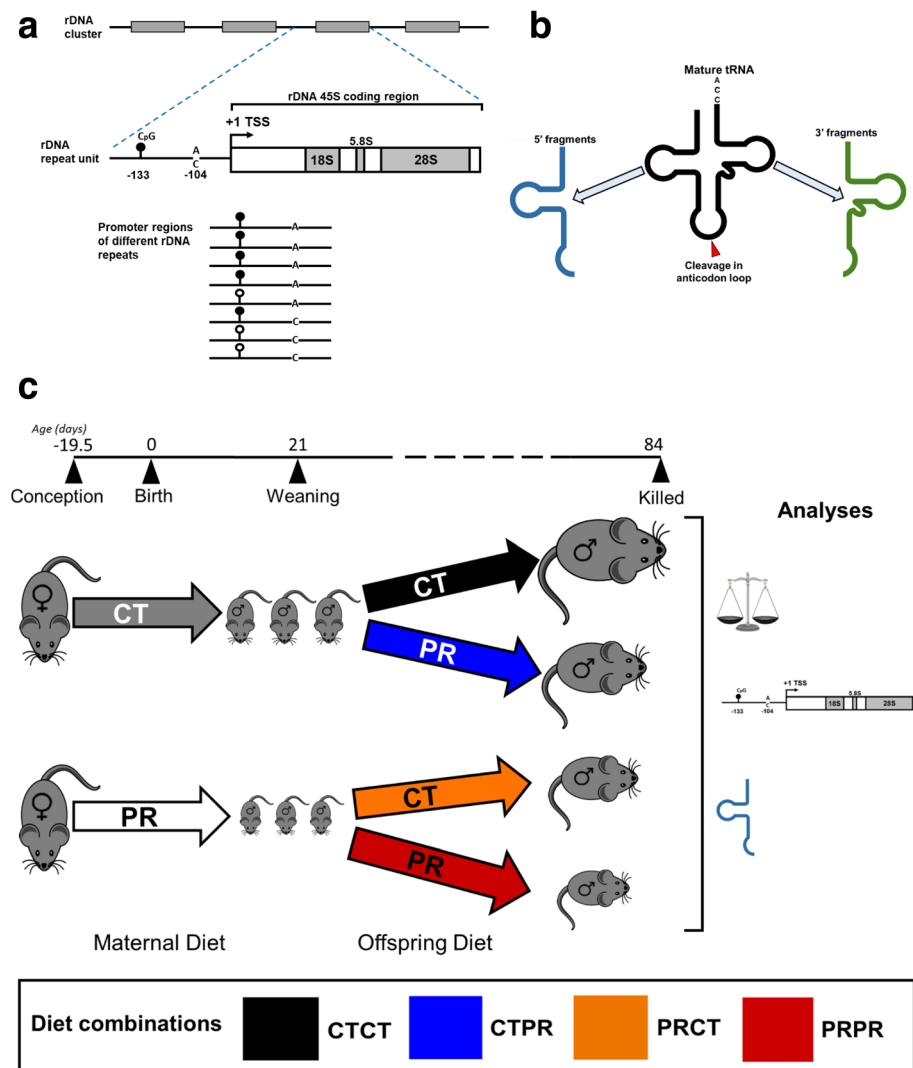 a
rDNA
cluster
rDNA 45S coding region
+1 TSS
CpG
5.8S
rDNA
repeat unit
A
C
18S
28S
-133
-104
Promoter regions
of different rDNA
repeats
A
A
A
A
A
C
C
C
b
Mature tRNA
A
C
C
5' fragments
3' fragments
Cleavage in
anticodon loop
c
Age (days)
-19.5
0
21
84
Conception
Birth
Weaning
Killed
Analyses
♀
CT
♂ ♂ ♂
CT
♂
PR
♂
+1 TSS
CpG
A
C
5.8S
18S
28S
-133
-104
♀
PR
♂ ♂ ♂
CT
♂
PR
♂
Maternal Diet
Offspring Diet
Diet combinations
CTCT
CTPR
PRCT
PRPR